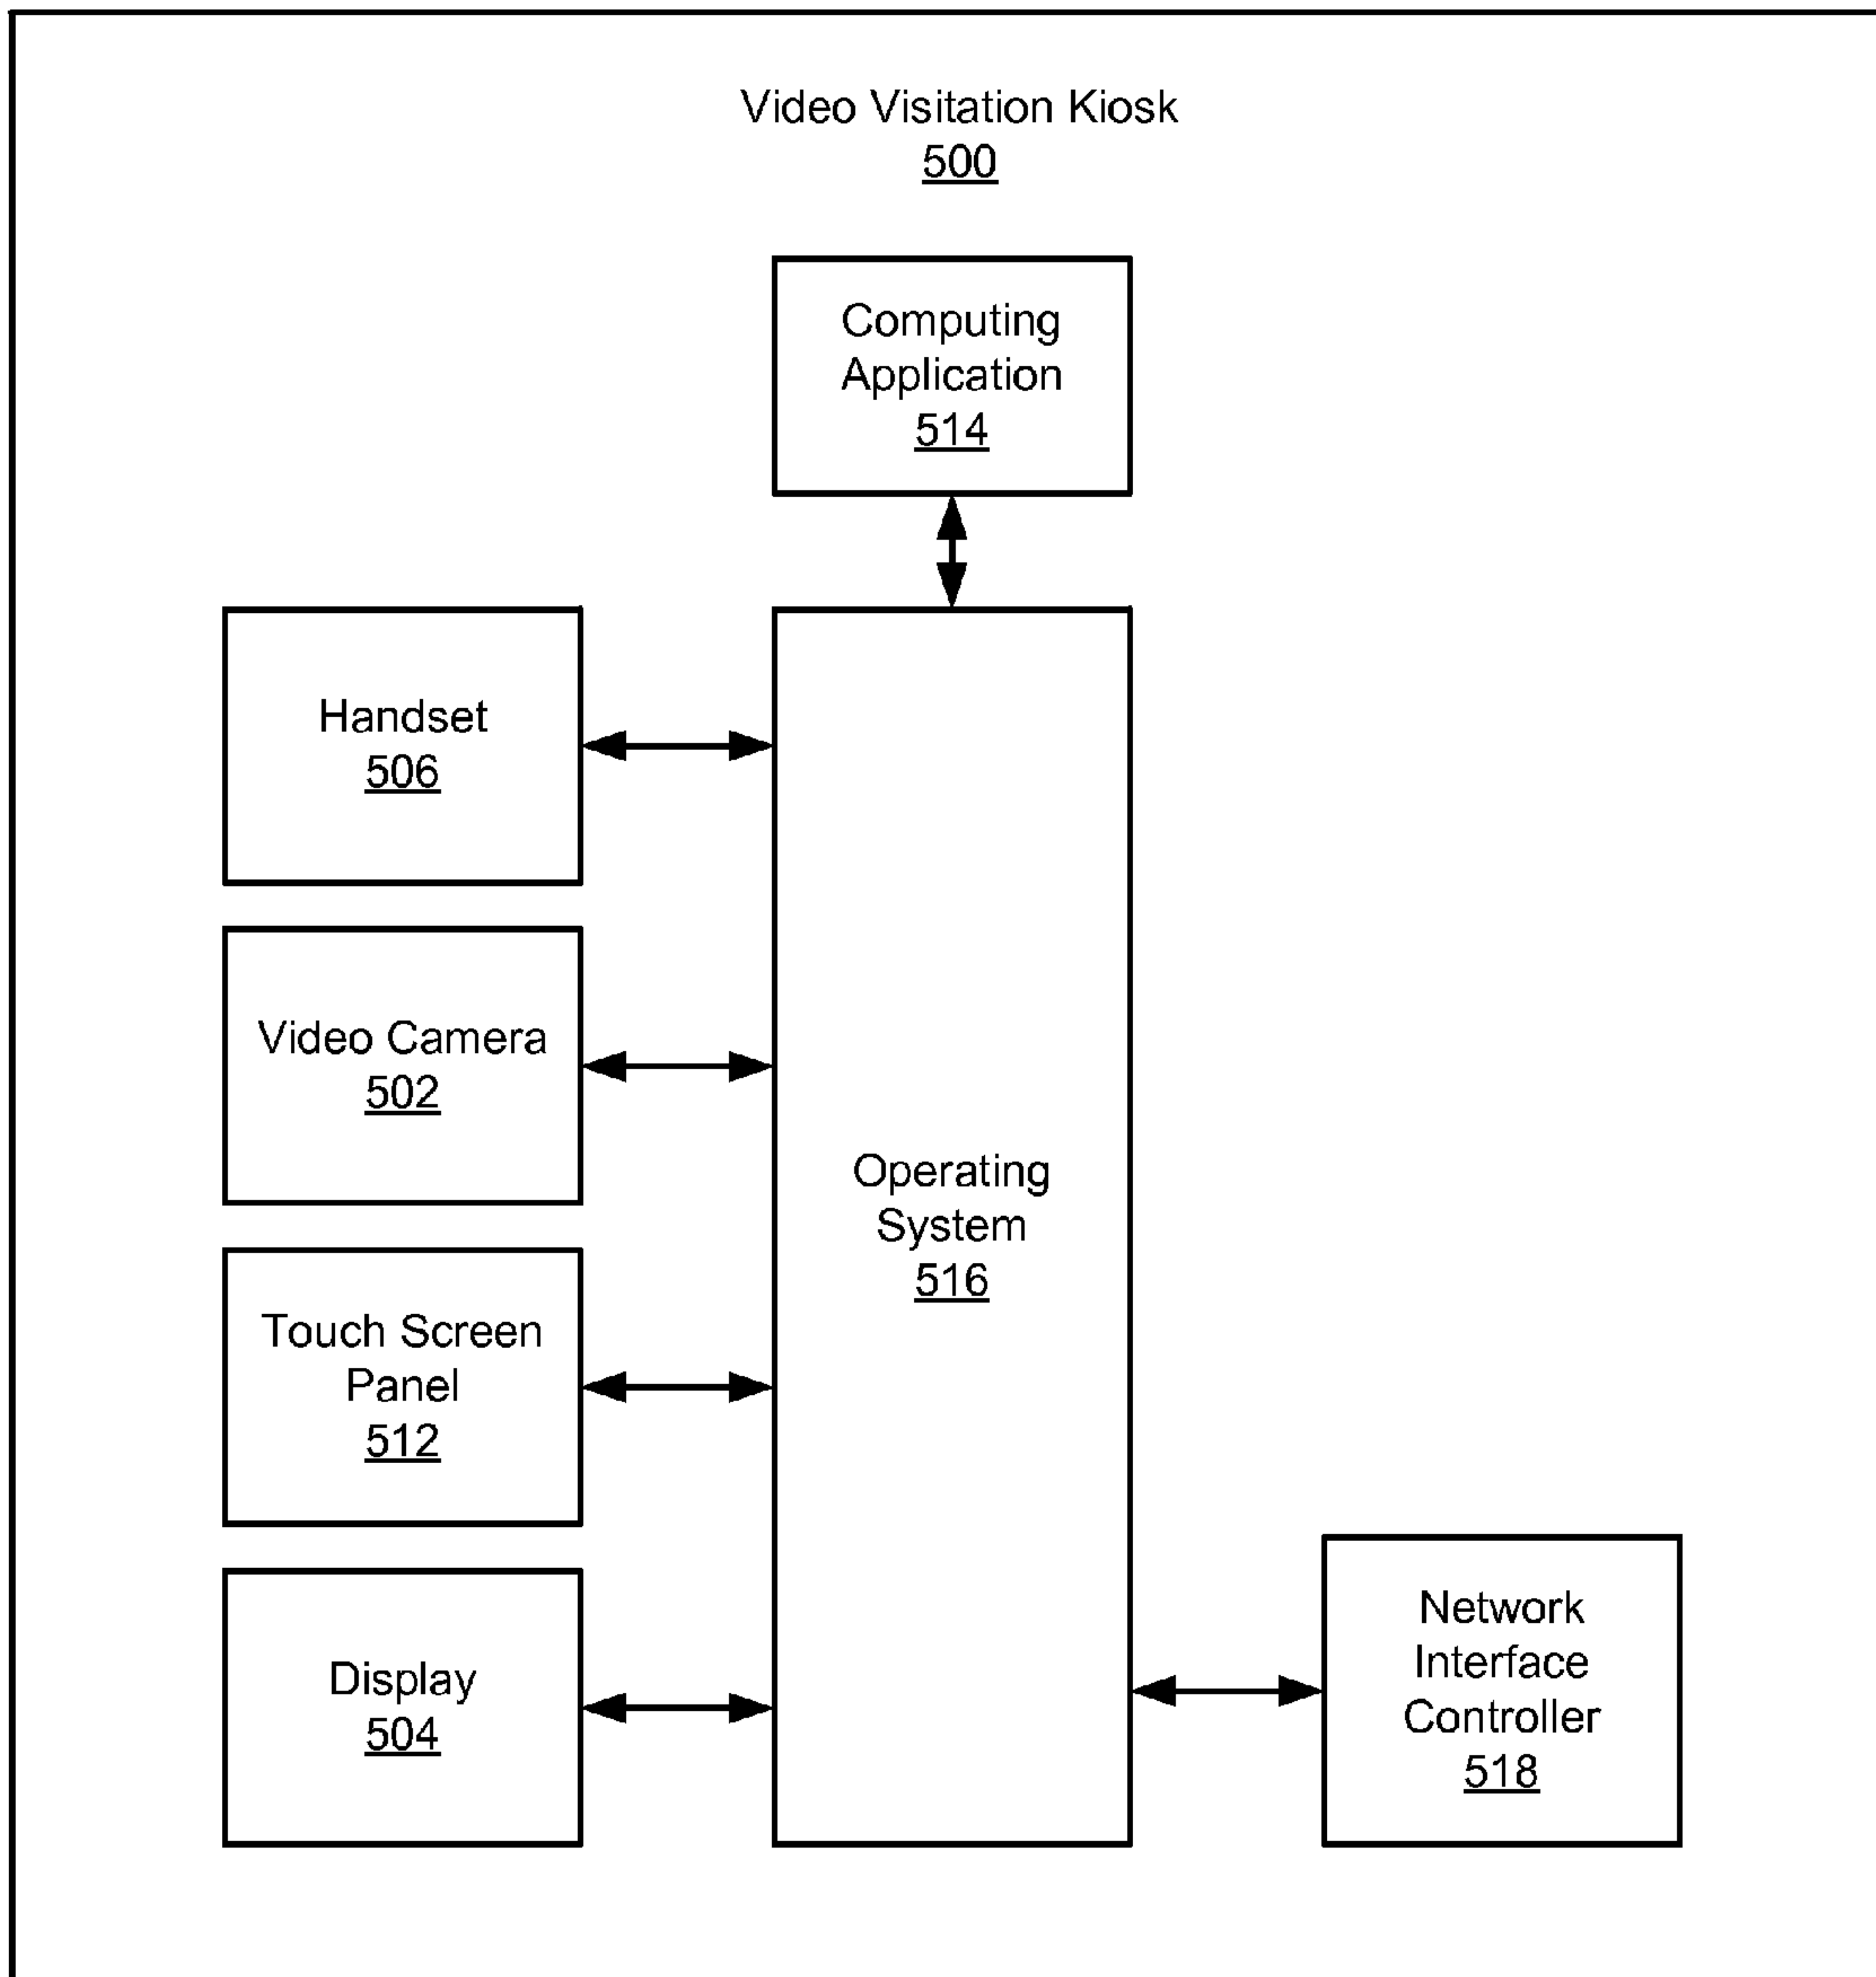 Video Visitation Kiosk
500
Computing
Application
514
Handset
506
Video Camera
502
Touch Screen
Panel
512
Display
504
Operating
System
516
Network
Interface
Controller
518